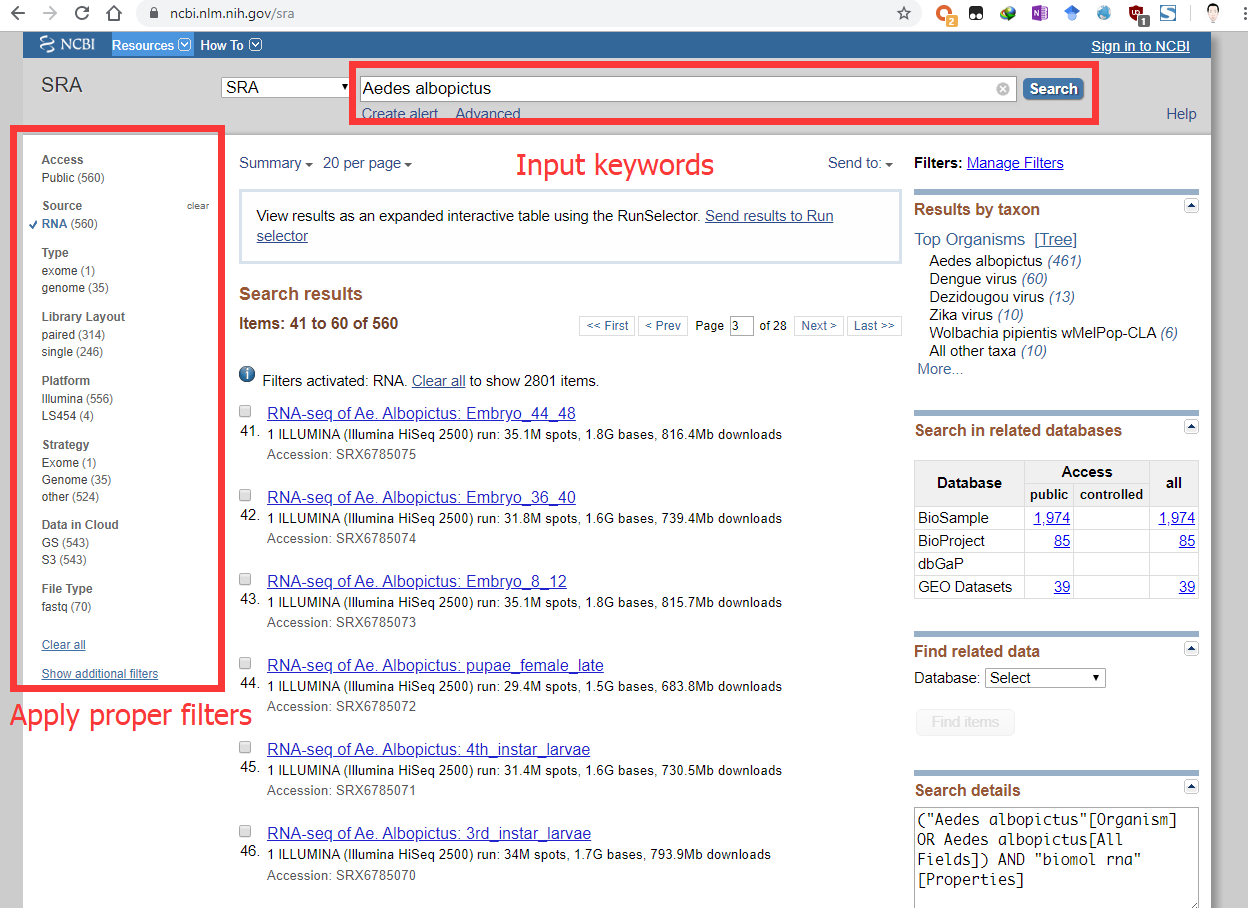 ncbi.nlm.nih.gov/sra
2
1
NCBI Resources How To Sign in to NCBI
SRA
SRA
Aedes albopictus
Search
Create alert Advanced
Help
Access
Public (560)
Source clear
RNA (560)
Type
exome (1)
genome (35)
Library Layout
paired (314)
single (246)
Platform
Illumina (556)
LS454 (4)
Strategy
Exome (1)
Genome (35)
other (524)
Data in Cloud
GS (543)
S3 (543)
File Type
fastq (70)
Clear all
Show additional filters
Apply proper filters
Summary 20 per page
Input keywords
Send to:
View results as an expanded interactive table using the RunSelector. Send results to Run
selector
Search results
Items: 41 to 60 of 560
<< First < Prev Page 3 of 28 Next > Last >>
Filters activated: RNA. Clear all to show 2801 items.
RNA-seq of Ae. Albopictus: Embryo_44_48
41. 1 ILLUMINA (Illumina HiSeq 2500) run: 35.1M spots, 1.8G bases, 816.4Mb downloads
Accession: SRX6785075
RNA-seq of Ae. Albopictus: Embryo_36_40
42. 1 ILLUMINA (Illumina HiSeq 2500) run: 31.8M spots, 1.6G bases, 739.4Mb downloads
Accession: SRX6785074
RNA-seq of Ae. Albopictus: Embryo_8_12
43. 1 ILLUMINA (Illumina HiSeq 2500) run: 35.1M spots, 1.8G bases, 815.7Mb downloads
Accession: SRX6785073
RNA-seq of Ae. Albopictus: pupae_female_late
44. 1 ILLUMINA (Illumina HiSeq 2500) run: 29.4M spots, 1.5G bases, 683.8Mb downloads
Accession: SRX6785072
RNA-seq of Ae. Albopictus: 4th_instar_larvae
45. 1 ILLUMINA (Illumina HiSeq 2500) run: 31.4M spots, 1.6G bases, 730.5Mb downloads
Accession: SRX6785071
RNA-seq of Ae. Albopictus: 3rd_instar_larvae
46. 1 ILLUMINA (Illumina HiSeq 2500) run: 34M spots, 1.7G bases, 793.9Mb downloads
Accession: SRX6785070
Filters: Manage Filters
Results by taxon
Top Organisms [Tree]
Aedes albopictus (461)
Dengue virus (60)
Dezidougou virus (13)
Zika virus (10)
Wolbachia pipientis wMelPop-CLA (6)
All other taxa (10)
More...
Search in related databases
Database Access all
public controlled
BioSample 1,974 1,974
BioProject 85 85
dbGaP
GEO Datasets 39 39
Find related data
Database: Select
Find items
Search details
("Aedes albopictus"[Organism]
OR Aedes albopictus[All
Fields]) AND "biomol rna"
[Properties]